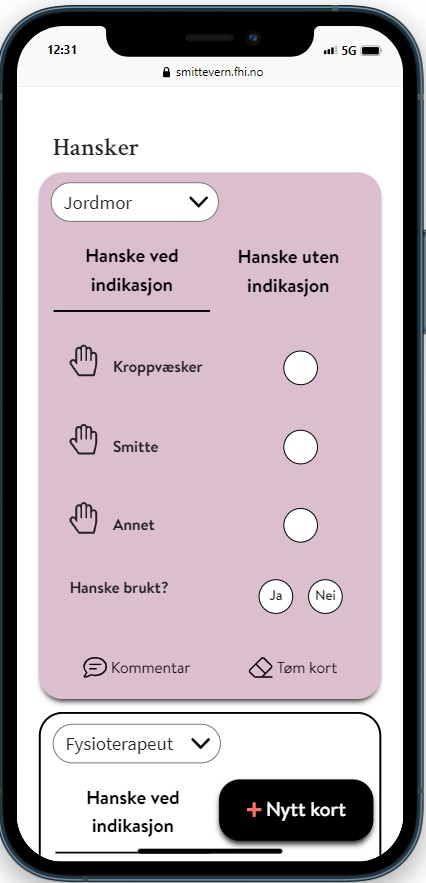 12:31
5G
smittevern.fhi.no
Hansker
Jordmor
Hanske ved
indikasjon
Hanske uten
indikasjon
Kroppvæsker
Smitte
Annet
Hanske brukt?
Ja
Nei
Kommentar
Tøm kort
Fysioterapeut
Hanske ved
indikasjon
+ Nytt kort